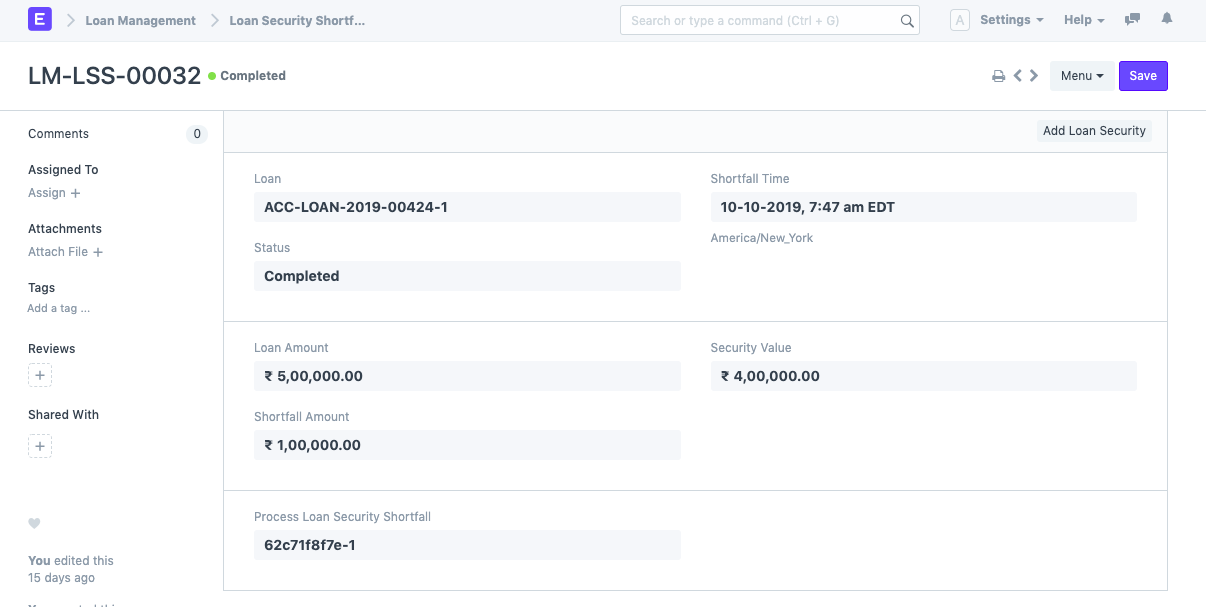 E
Loan Management
Loan Security Shortf...
Search or type a command (Ctrl + G)
A
Settings
Help
LM-LSS-00032
Completed
Menu
Save
Comments
0
Assigned To
Assign +
Attachments
Attach File +
Tags
Add a tag ...
Reviews
+
Shared With
+
You edited this
15 days ago
Add Loan Security
Loan
ACC-LOAN-2019-00424-1
Status
Completed
Shortfall Time
10-10-2019, 7:47 am EDT
America/New_York
Loan Amount
₹ 5,00,000.00
Security Value
₹ 4,00,000.00
Shortfall Amount
₹ 1,00,000.00
Process Loan Security Shortfall
62c71f8f7e-1